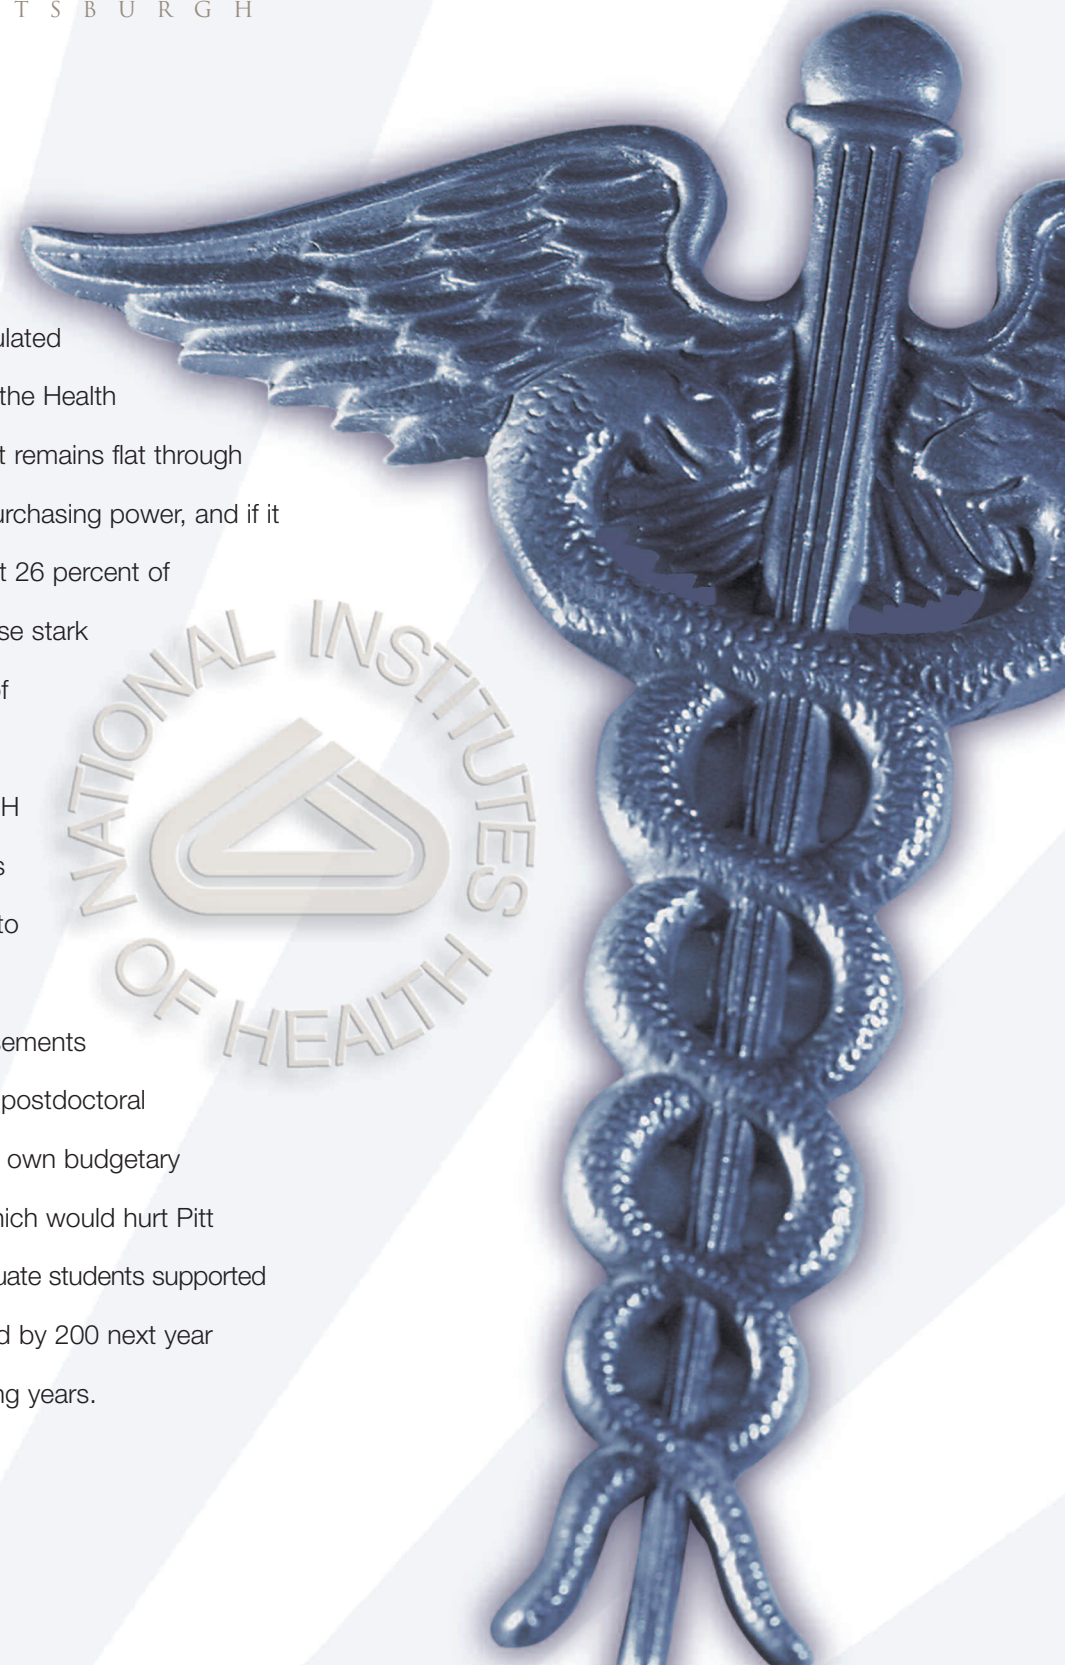 T S B U R G H
ulated
the Health
t remains flat through
urchasing power, and if it
t 26 percent of
se stark
f
H
s
to
ements
postdoctoral
own budgetary
hich would hurt Pitt
uate students supported
d by 200 next year
ng years.
NATIONAL INSTITUTES
OF HEALTH